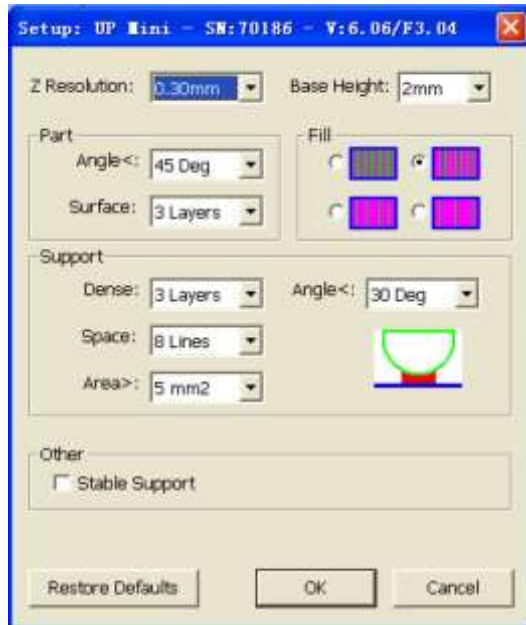 Setup: UP Mini - SN:70186 - V:6.06/F3.04
Z Resolution: 0.30mm Base Height: 2mm
Part Fill
Angle<: 45 Deg
Surface: 3 Layers
Support
Dense: 3 Layers Angle<: 30 Deg
Space: 8 Lines
Area>: 5 mm2
Other
Stable Support
Restore Defaults OK Cancel